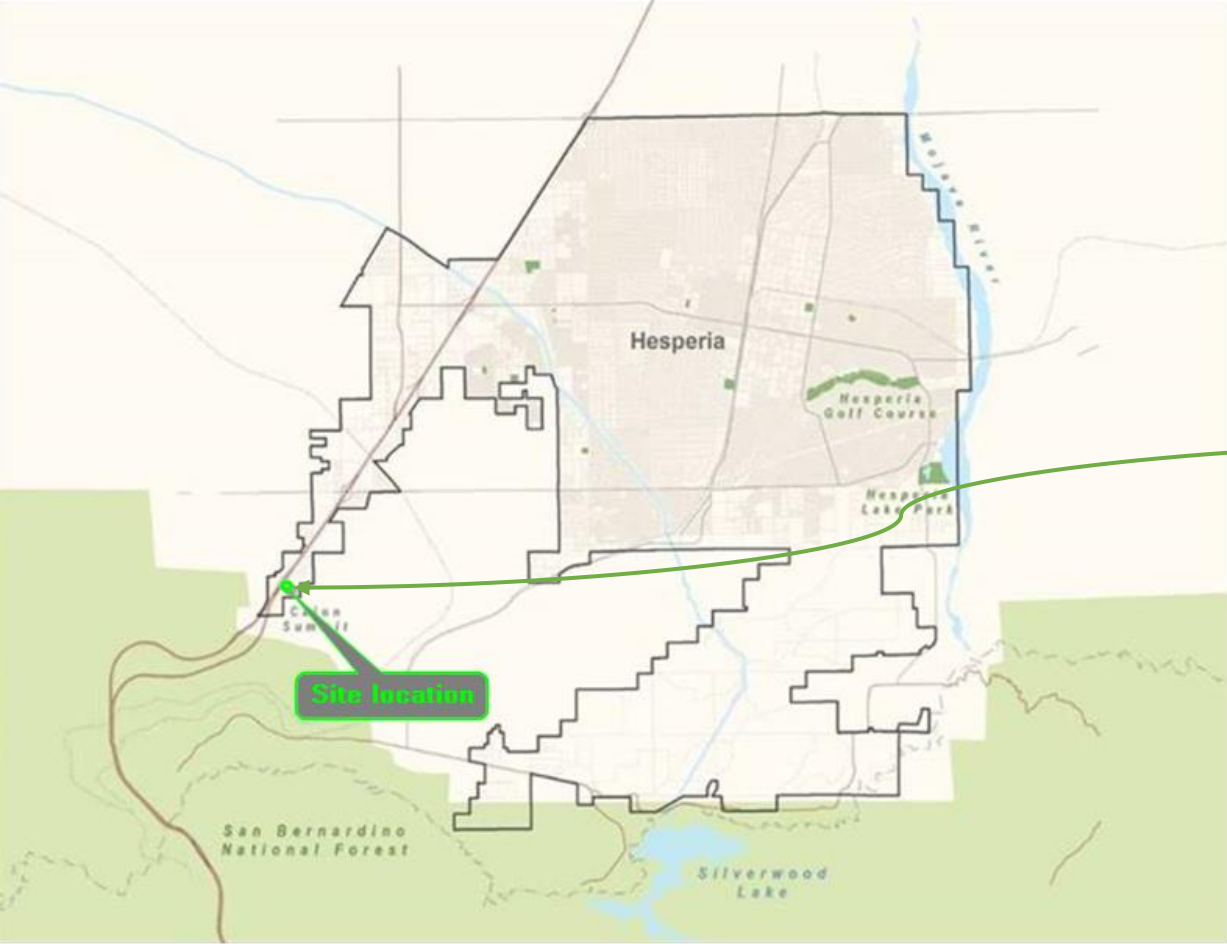 Mojave River
Hesperia
Hesperia
Golf Course
Hesperia
Lake Park
Cajon
Summit
Site location
San Bernardino
National Forest
Silverwood
Lake